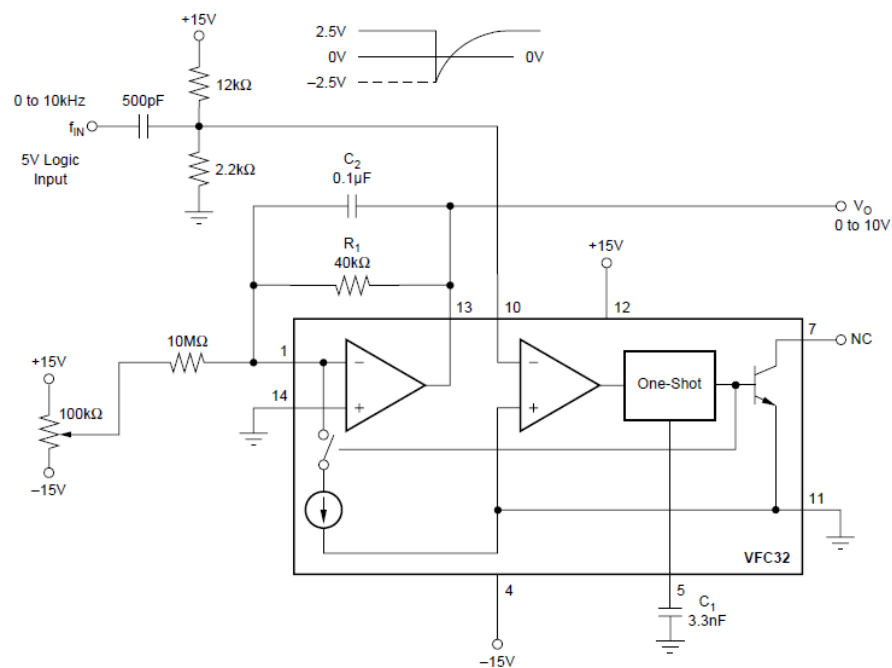 +15V
2.5V
0V
0V
–2.5V
12kΩ
0 to 10kHz
500pF
fIN
5V Logic
Input
2.2kΩ
C2
0.1µF
VO
0 to 10V
R1
40kΩ
+15V
13
10
12
7
NC
10MΩ
1
+15V
–
–
One-Shot
14
100kΩ
+
+
–15V
11
VFC32
4
5
C1
3.3nF
–15V